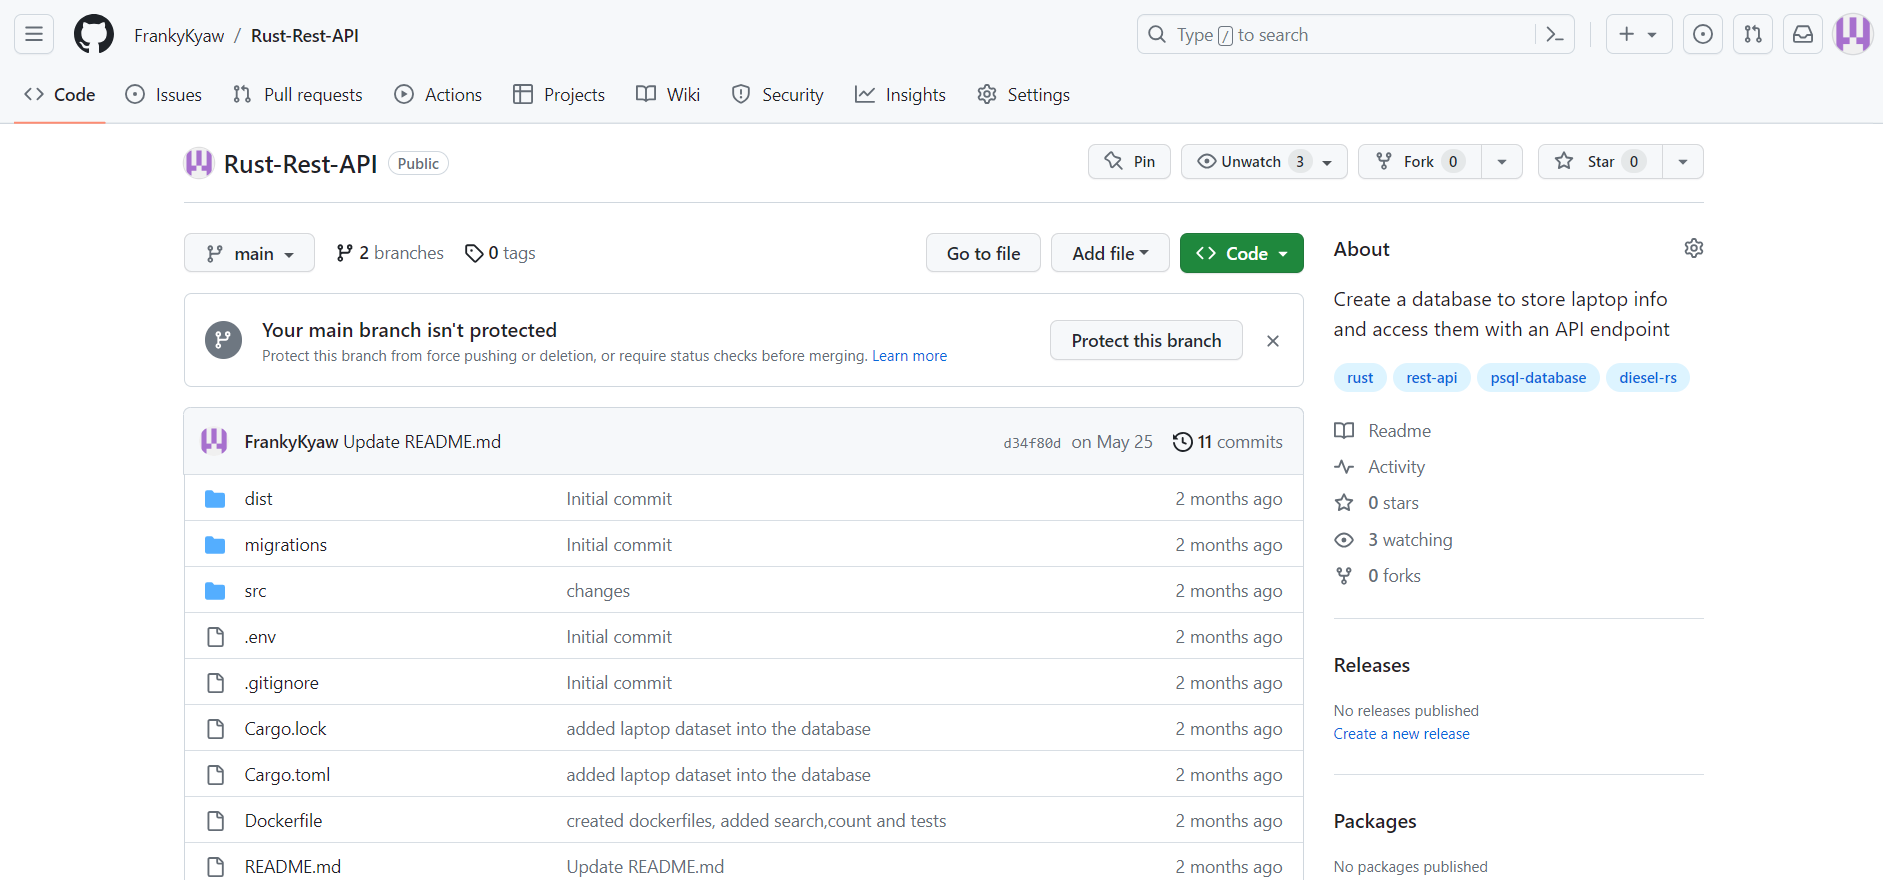 FrankyKyaw / Rust-Rest-API
Type / to search
Code Issues Pull requests Actions Projects Wiki Security Insights Settings
Rust-Rest-API Public
Pin Unwatch 3 Fork 0 Star 0
main 2 branches 0 tags Go to file Add file Code
Your main branch isn't protected
Protect this branch from force pushing or deletion, or require status checks before merging. Learn more
Protect this branch
FrankyKyaw Update README.md d34f80d on May 25 11 commits
dist Initial commit 2 months ago
migrations Initial commit 2 months ago
src changes 2 months ago
.env Initial commit 2 months ago
.gitignore Initial commit 2 months ago
Cargo.lock added laptop dataset into the database 2 months ago
Cargo.toml added laptop dataset into the database 2 months ago
Dockerfile created dockerfiles, added search,count and tests 2 months ago
README.md Update README.md 2 months ago
About
Create a database to store laptop info
and access them with an API endpoint
rust rest-api psql-database diesel-rs
Readme
Activity
0 stars
3 watching
0 forks
Releases
No releases published
Create a new release
Packages
No packages published